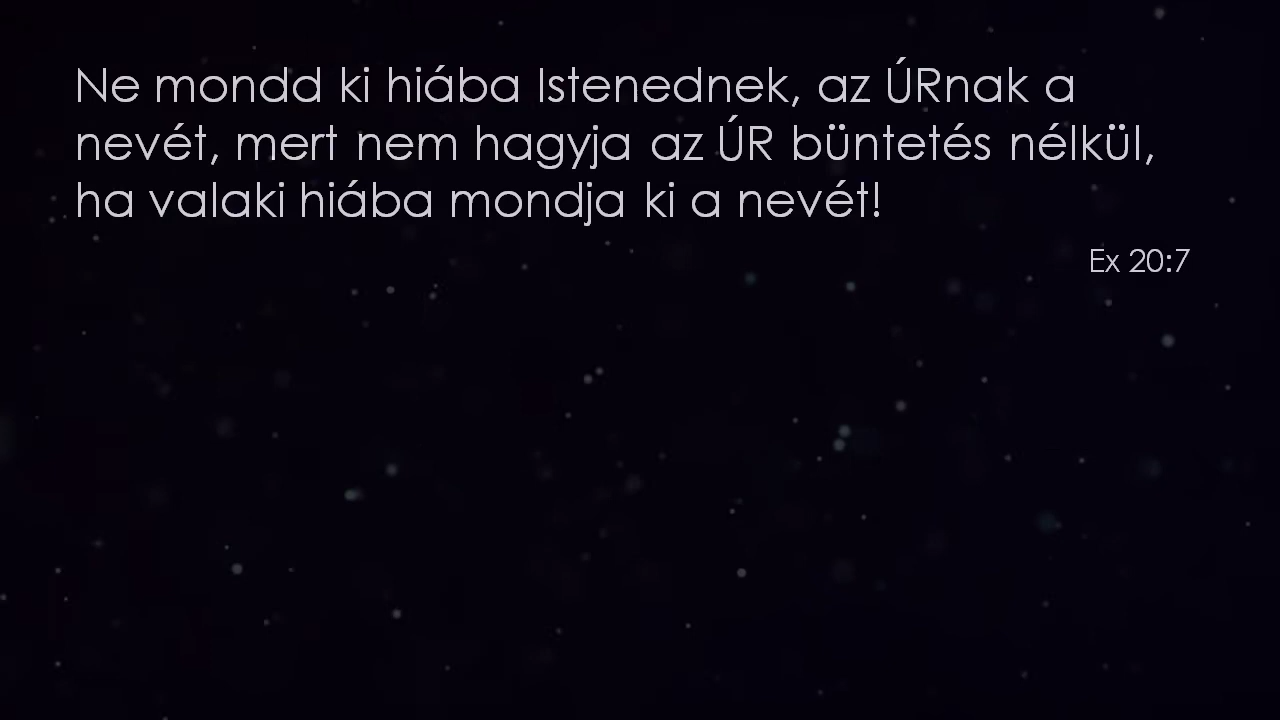 Ne mondd ki hiába Istenednek, az ÚRnak a
nevét, mert nem hagyja az ÚR büntetés nélkül,
ha valaki hiába mondja ki a nevét!
Ex 20:7